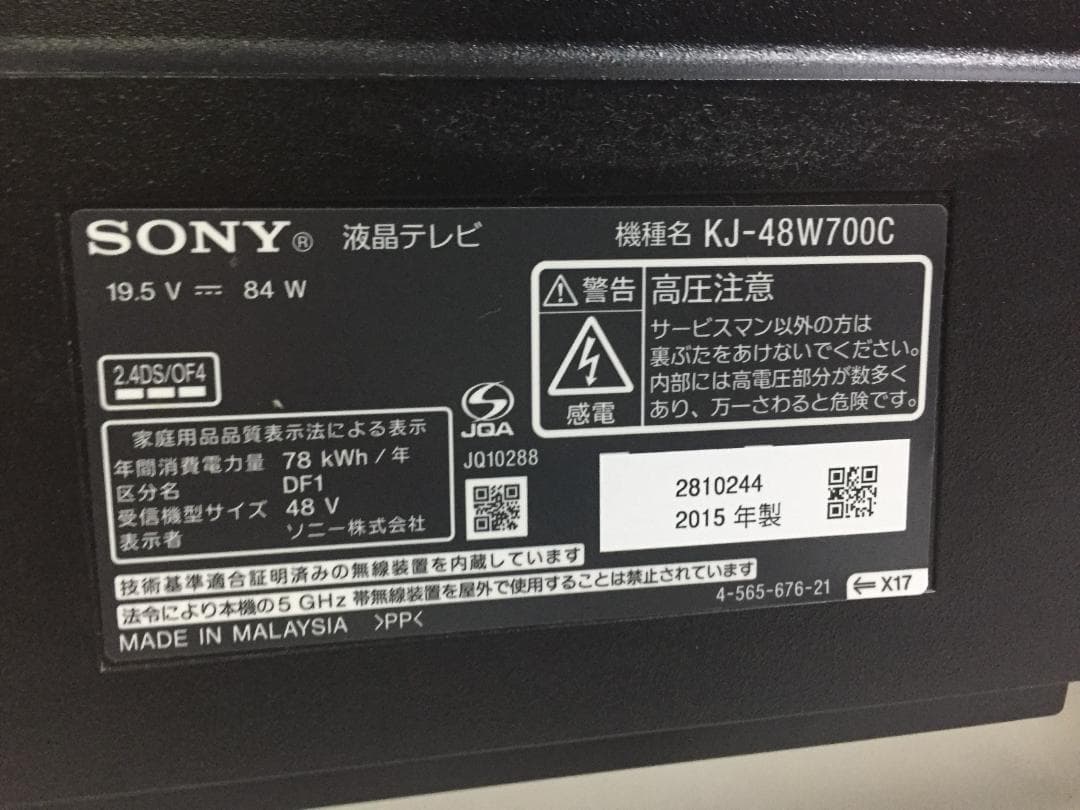 SONY® 液晶テレビ
機種名 KJ-48W700C
19.5 V ⎓ 84 W
⚠警告 高圧注意
サービスマン以外の方は
裏ぶたをあけないでください。
内部には高電圧部分が数多く
あり、万一さわると危険です。
感電
2.4DS/OF4
家庭用品品質表示法による表示
年間消費電力量 78 kWh / 年
区分名 DF1
受信機型サイズ 48 V
表示者 ソニー株式会社
JQA
JQ10288
2810244
2015 年製
技術基準適合証明済みの無線装置を内蔵しています
法令により本機の5 GHz 帯無線装置を屋外で使用することは禁止されています
4-565-676-21
⇐ X17
MADE IN MALAYSIA >PP<